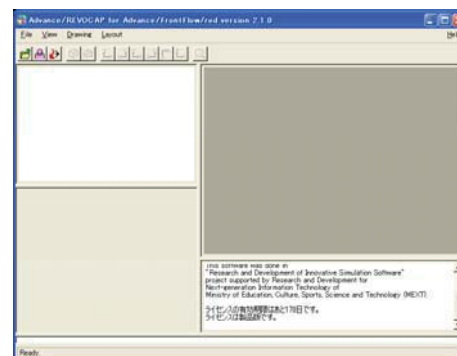 Advance/REVOCAP for Advance/FrontFlow/red version 2.1.0
File View Drawing Layout Help
This software was done in
"Research and Development of Innovative Simulation Software"
project supported by Research and Development for
Next-generation Information Technology of
Ministry of Education, Culture, Sports, Science and Technology (MEXT)
ライセンスの有効期限はあと178日です。
ライセンスは製品版です。
Ready